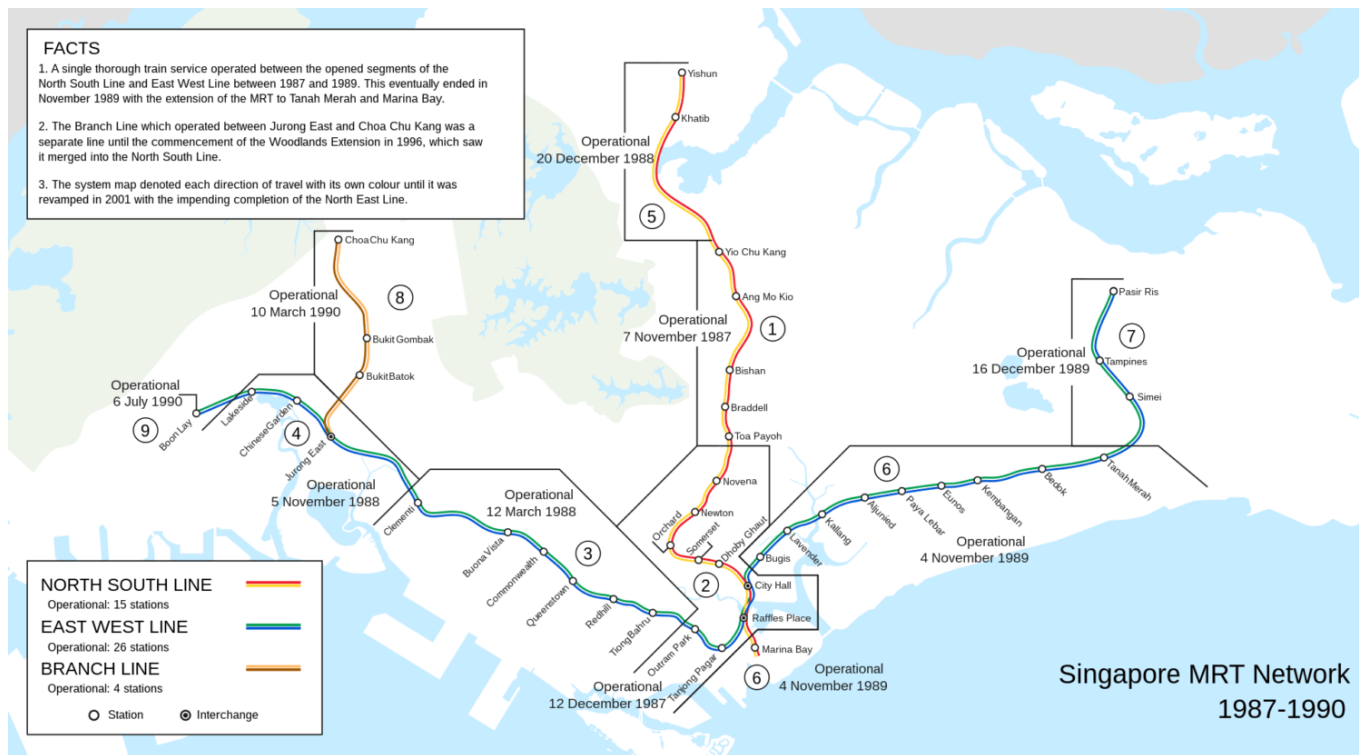 FACTS
1. A single thorough train service operated between the opened segments of the
North South Line and East West Line between 1987 and 1989. This eventually ended in
November 1989 with the extension of the MRT to Tanah Merah and Marina Bay.
2. The Branch Line which operated between Jurong East and Choa Chu Kang was a
separate line until the commencement of the Woodlands Extension in 1996, which saw
it merged into the North South Line.
3. The system map denoted each direction of travel with its own colour until it was
revamped in 2001 with the impending completion of the North East Line.
Yishun
Khatib
Operational
20 December 1988
5
Yio Chu Kang
Ang Mo Kio
Operational
7 November 1987
1
Bishan
Braddell
Toa Payoh
Novena
Newton
Orchard
Somerset
Dhoby Ghaut
2
City Hall
Raffles Place
Marina Bay
6
Operational
4 November 1989
Choa Chu Kang
Operational
10 March 1990
8
Bukit Gombak
Bukit Batok
Operational
6 July 1990
9
Boon Lay
Lakeside
Chinese Garden
4
Jurong East
Operational
5 November 1988
Clementi
Operational
12 March 1988
3
Buona Vista
Commonwealth
Queenstown
Redhill
Tiong Bahru
Outram Park
Tanjong Pagar
Operational
12 December 1987
Pasir Ris
7
Operational
16 December 1989
Tampines
Simei
Tanah Merah
Bedok
Kembangan
Eunos
Paya Lebar
Aljunied
Kallang
Lavender
Bugis
6
Operational
4 November 1989
NORTH SOUTH LINE
Operational: 15 stations
EAST WEST LINE
Operational: 26 stations
BRANCH LINE
Operational: 4 stations
Station
Interchange
Singapore MRT Network
1987-1990